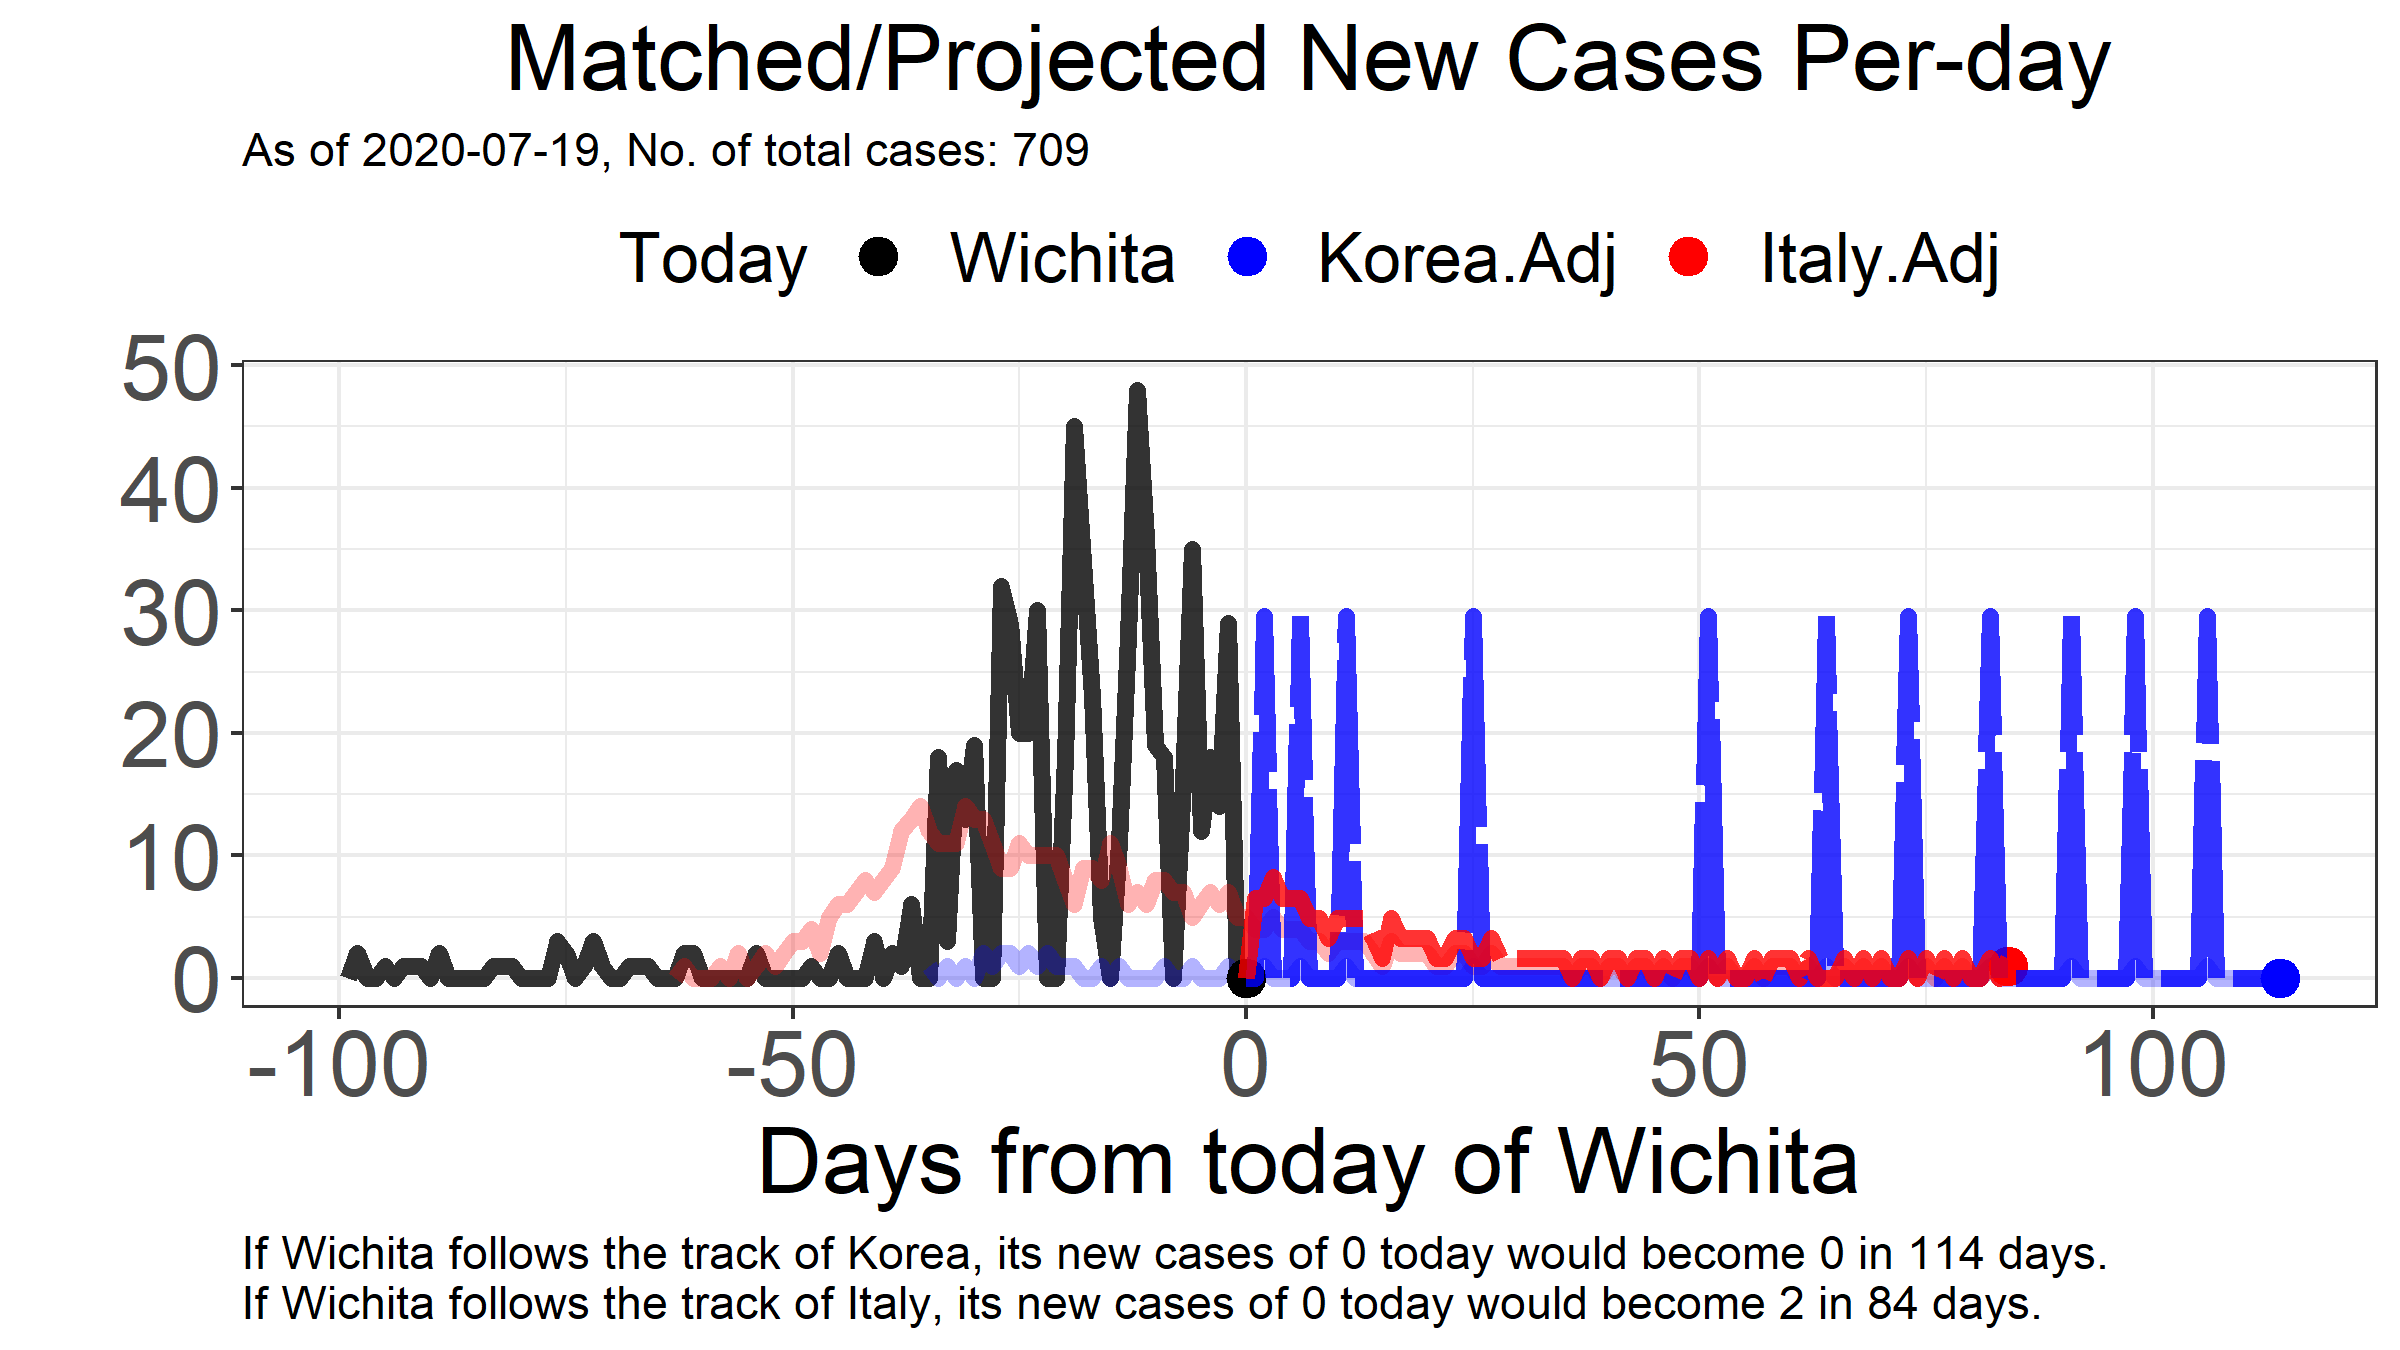 Matched/Projected New Cases Per-day
As of 2020-07-19, No. of total cases: 709
Today Wichita Korea.Adj Italy.Adj
50
40
30
20
10
0
-100 -50 0 50 100
Days from today of Wichita
If Wichita follows the track of Korea, its new cases of 0 today would become 0 in 114 days.
If Wichita follows the track of Italy, its new cases of 0 today would become 2 in 84 days.